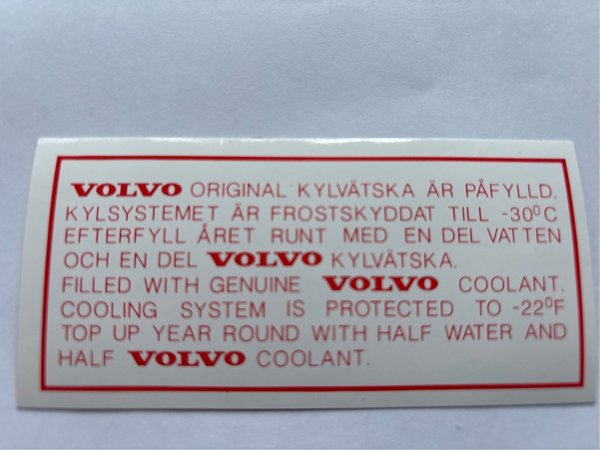 VOLVO ORIGINAL KYLVÄTSKA ÄR PÅFYLLD.
KYLSYSTEMET ÄR FROSTSKYDDAT TILL -30⁰C
EFTERFYLL ÅRET RUNT MED EN DEL VATTEN
OCH EN DEL VOLVO KYLVÄTSKA.
FILLED WITH GENUINE VOLVO COOLANT.
COOLING SYSTEM IS PROTECTED TO -22⁰F
TOP UP YEAR ROUND WITH HALF WATER AND
HALF VOLVO COOLANT.